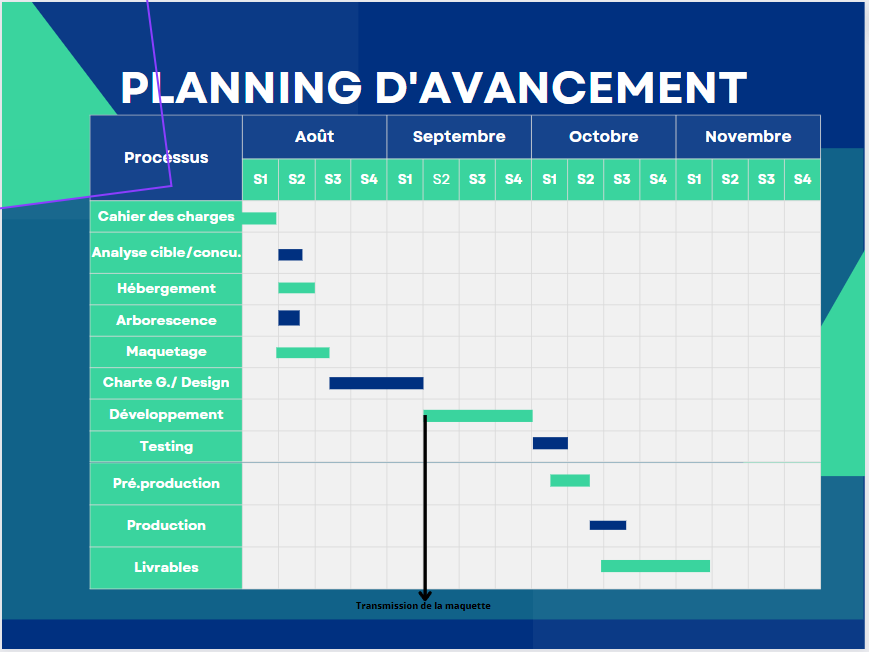 PLANNING D'AVANCEMENT
Procéssus
Août Septembre Octobre Novembre
S1 S2 S3 S4 S1 S2 S3 S4 S1 S2 S3 S4 S1 S2 S3 S4
Cahier des charges
Analyse cible/concu.
Hébergement
Arborescence
Maquetage
Charte G./ Design
Développement
Testing
Pré.production
Production
Livrables
Transmission de la maquette